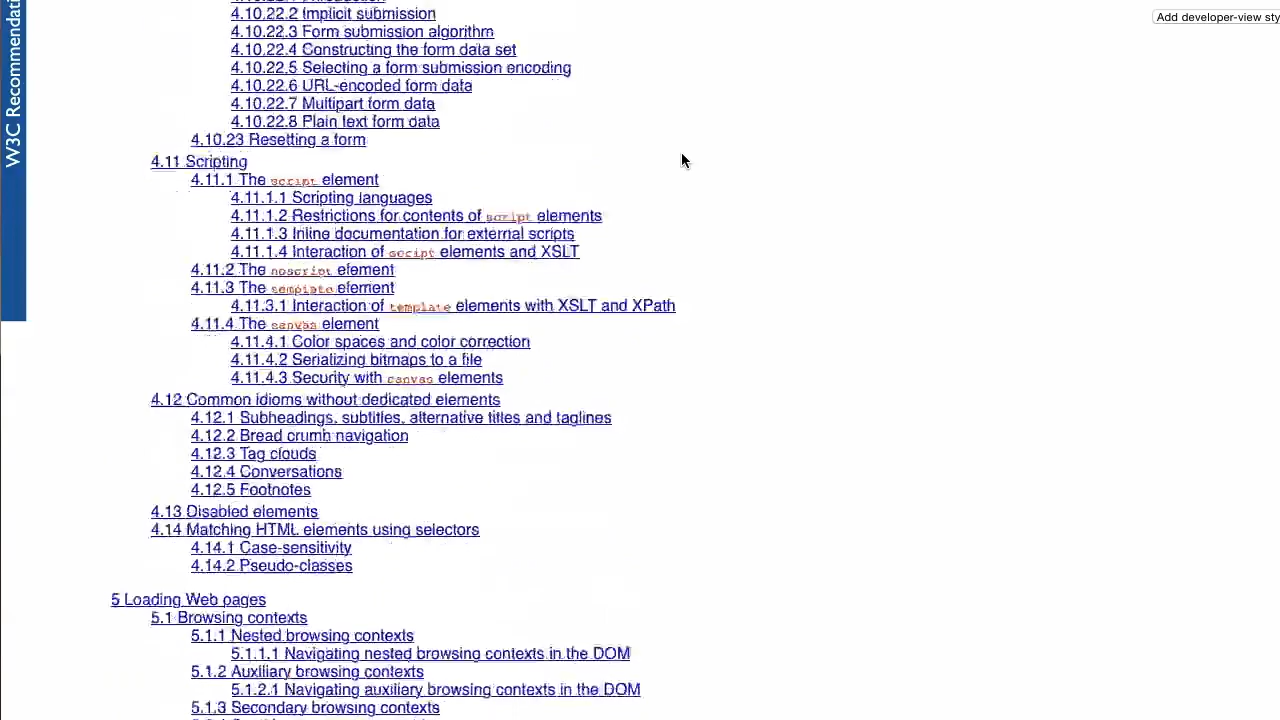 W3C Recommendati
Add developer-view sty
4.10.22.2 Implicit submission
4.10.22.3 Form submission algorithm
4.10.22.4 Constructing the form data set
4.10.22.5 Selecting a form submission encoding
4.10.22.6 URL-encoded form data
4.10.22.7 Multipart form data
4.10.22.8 Plain text form data
4.10.23 Resetting a form
4.11 Scripting
4.11.1 The script element
4.11.1.1 Scripting languages
4.11.1.2 Restrictions for contents of script elements
4.11.1.3 Inline documentation for external scripts
4.11.1.4 Interaction of script elements and XSLT
4.11.2 The noscript element
4.11.3 The template element
4.11.3.1 Interaction of template elements with XSLT and XPath
4.11.4 The canvas element
4.11.4.1 Color spaces and color correction
4.11.4.2 Serializing bitmaps to a file
4.11.4.3 Security with canvas elements
4.12 Common idioms without dedicated elements
4.12.1 Subheadings, subtitles, alternative titles and taglines
4.12.2 Bread crumb navigation
4.12.3 Tag clouds
4.12.4 Conversations
4.12.5 Footnotes
4.13 Disabled elements
4.14 Matching HTML elements using selectors
4.14.1 Case-sensitivity
4.14.2 Pseudo-classes
5 Loading Web pages
5.1 Browsing contexts
5.1.1 Nested browsing contexts
5.1.1.1 Navigating nested browsing contexts in the DOM
5.1.2 Auxiliary browsing contexts
5.1.2.1 Navigating auxiliary browsing contexts in the DOM
5.1.3 Secondary browsing contexts